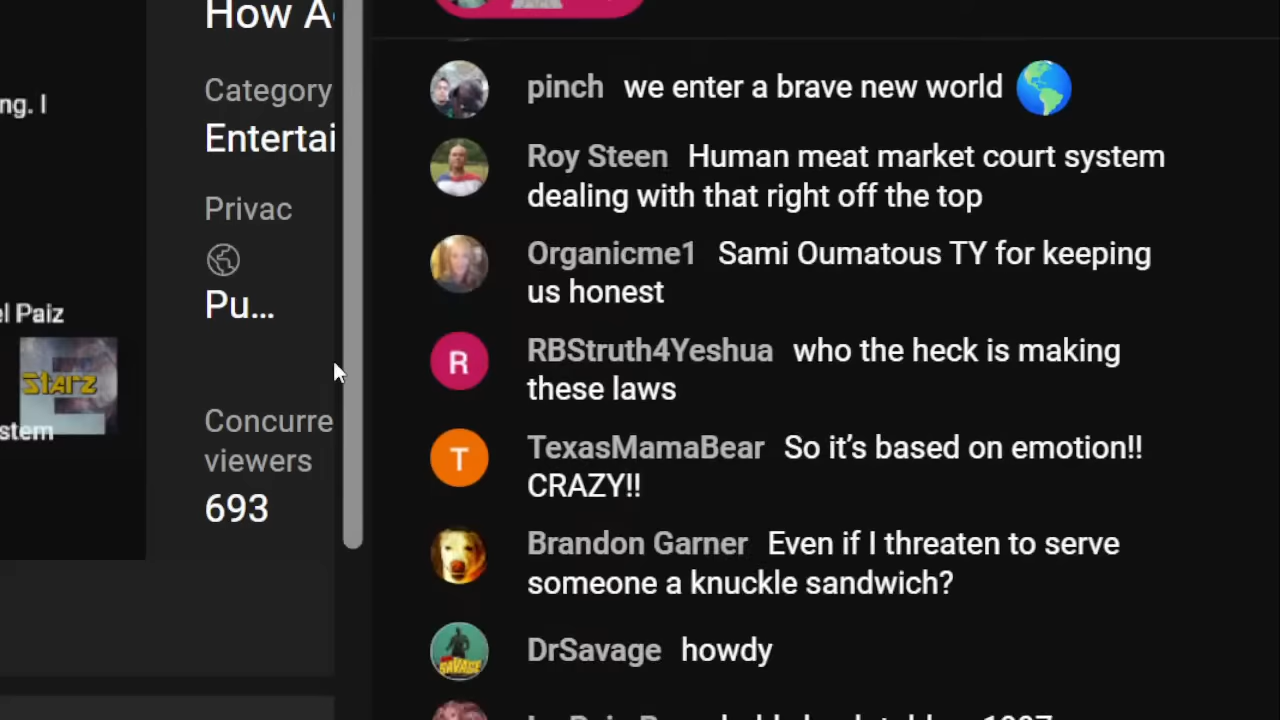 How A
Category
Entertai
Privac
Pu...
Concurre
viewers
693
ng. I
el Paiz
Starz
stem
pinch we enter a brave new world 🌎
Roy Steen Human meat market court system
dealing with that right off the top
Organicme1 Sami Oumatous TY for keeping
us honest
R RBStruth4Yeshua who the heck is making
these laws
T TexasMamaBear So it's based on emotion!!
CRAZY!!
Brandon Garner Even if I threaten to serve
someone a knuckle sandwich?
SAVAGE DrSavage howdy